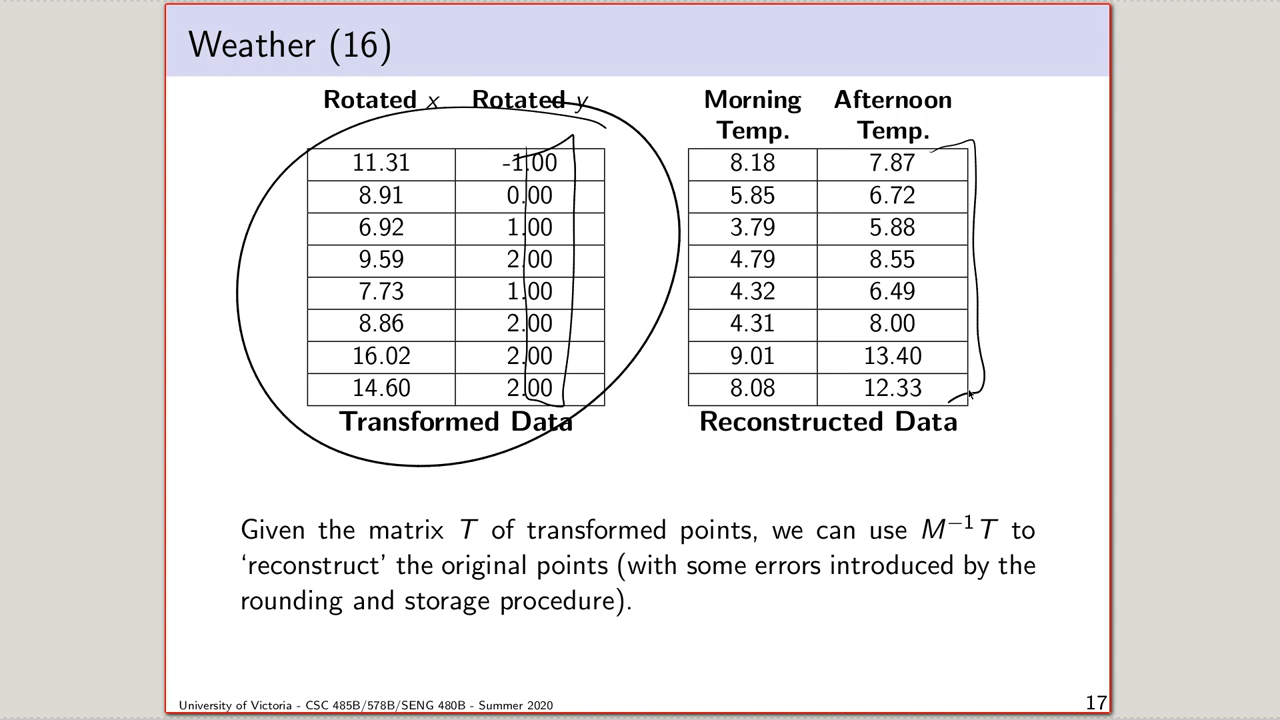 Weather (16)
Rotated x Rotated y Morning Temp. Afternoon Temp.
11.31 -1.00 8.18 7.87
8.91 0.00 5.85 6.72
6.92 1.00 3.79 5.88
9.59 2.00 4.79 8.55
7.73 1.00 4.32 6.49
8.86 2.00 4.31 8.00
16.02 2.00 9.01 13.40
14.60 2.00 8.08 12.33
Transformed Data Reconstructed Data
Given the matrix T of transformed points, we can use M⁻¹T to
‘reconstruct’ the original points (with some errors introduced by the
rounding and storage procedure).
University of Victoria - CSC 485B/578B/SENG 480B - Summer 2020 17